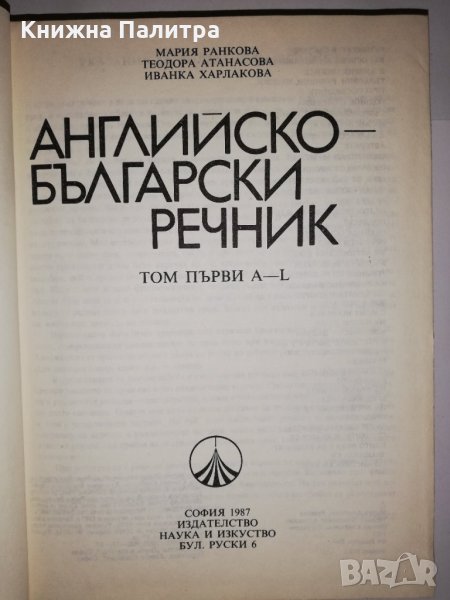 Книжна Палитра
МАРИЯ РАНКОВА
ТЕОДОРА АТАНАСОВА
ИВАНКА ХАРЛАКОВА
АНГЛИЙСКО—
БЪЛГАРСКИ
РЕЧНИК
ТОМ ПЪРВИ A—L
СОФИЯ 1987
ИЗДАТЕЛСТВО
НАУКА И ИЗКУСТВО
БУЛ. РУСКИ 6
BAZAR